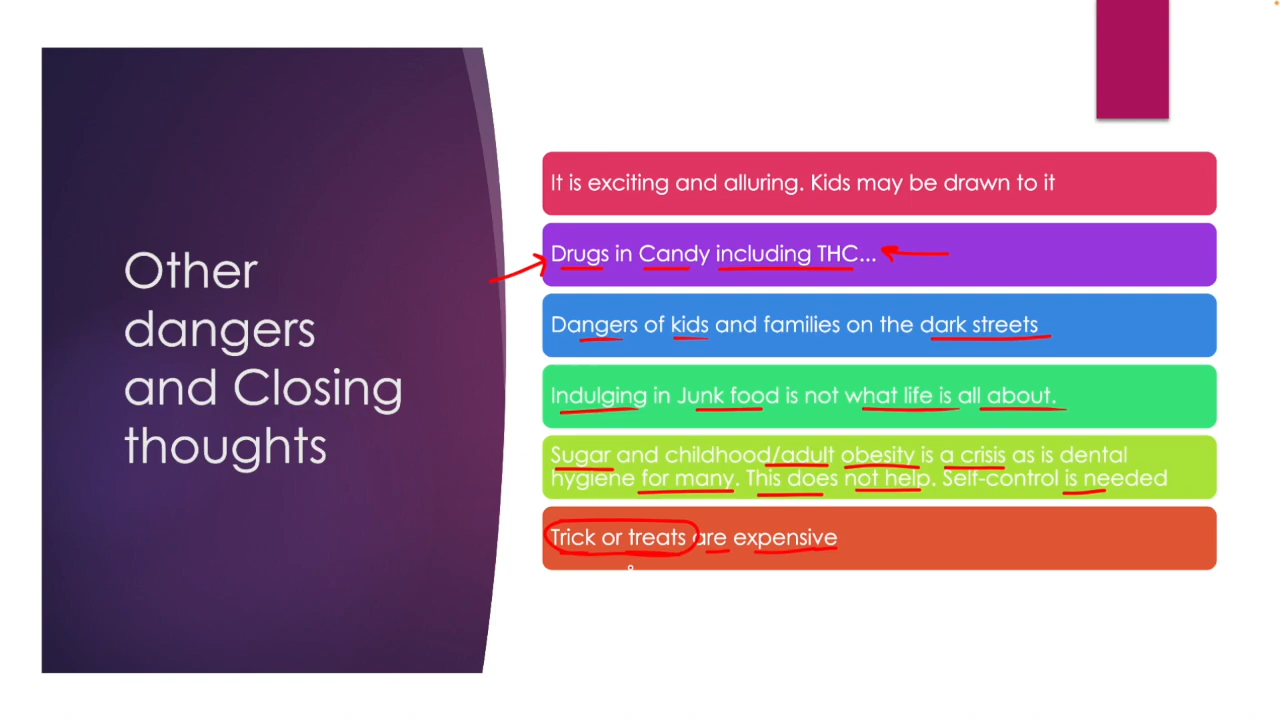 Other
dangers
and Closing
thoughts
It is exciting and alluring. Kids may be drawn to it
Drugs in Candy including THC...
Dangers of kids and families on the dark streets
Indulging in Junk food is not what life is all about.
Sugar and childhood/adult obesity is a crisis as is dental
hygiene for many. This does not help. Self-control is needed
Trick or treats are expensive